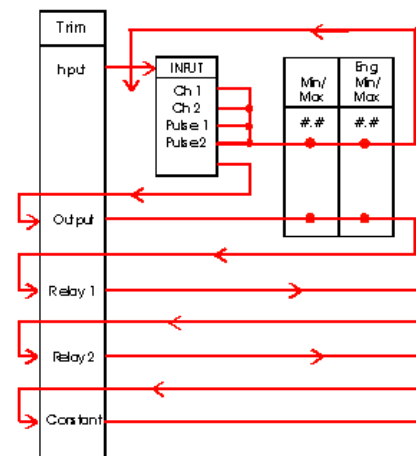 Trim
Input
INPUT
Ch 1
Ch 2
Pulse 1
Pulse2
Min/
Max
#.#
Eng
Min/
Max
#.#
Output
Relay 1
Relay 2
Constant